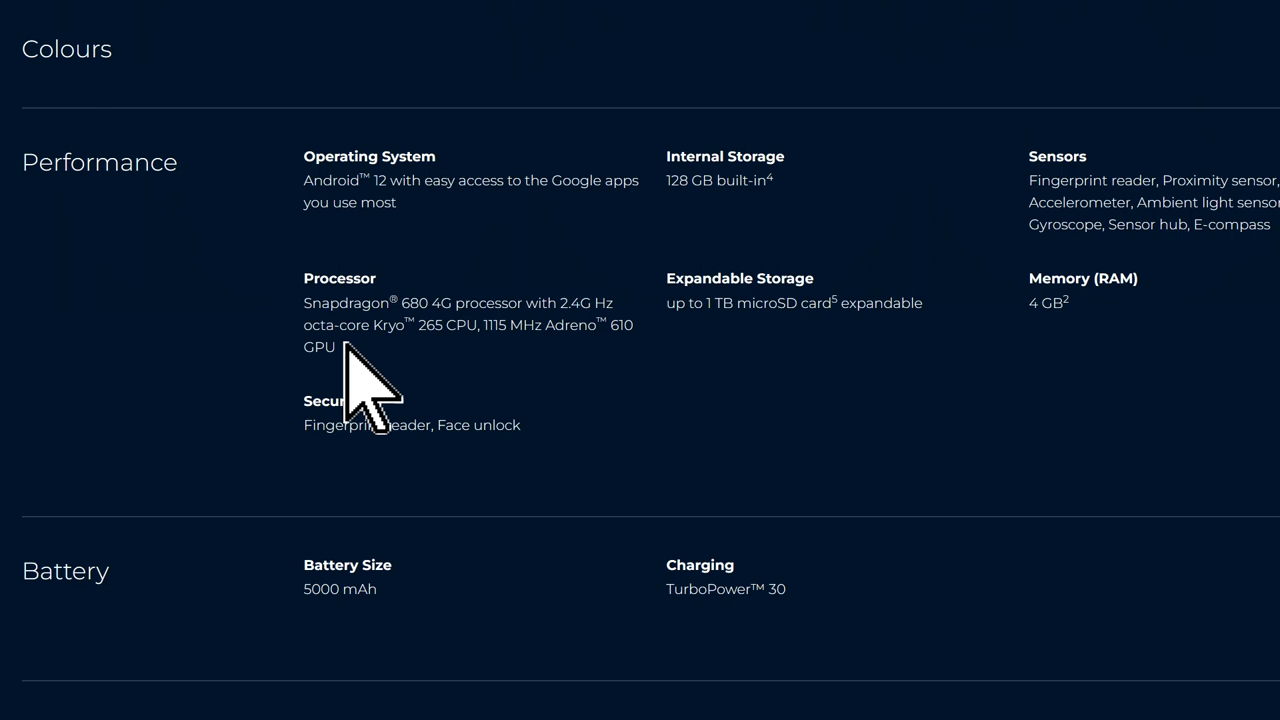 Colours
Performance
Operating System
Android™ 12 with easy access to the Google apps
you use most
Internal Storage
128 GB built-in4
Sensors
Fingerprint reader, Proximity sensor,
Accelerometer, Ambient light sensor
Gyroscope, Sensor hub, E-compass
Processor
Snapdragon® 680 4G processor with 2.4G Hz
octa-core Kryo™ 265 CPU, 1115 MHz Adreno™ 610
GPU
Expandable Storage
up to 1 TB microSD card5 expandable
Memory (RAM)
4 GB2
Face unlock
Battery
Battery Size
5000 mAh
Charging
TurboPower™ 30